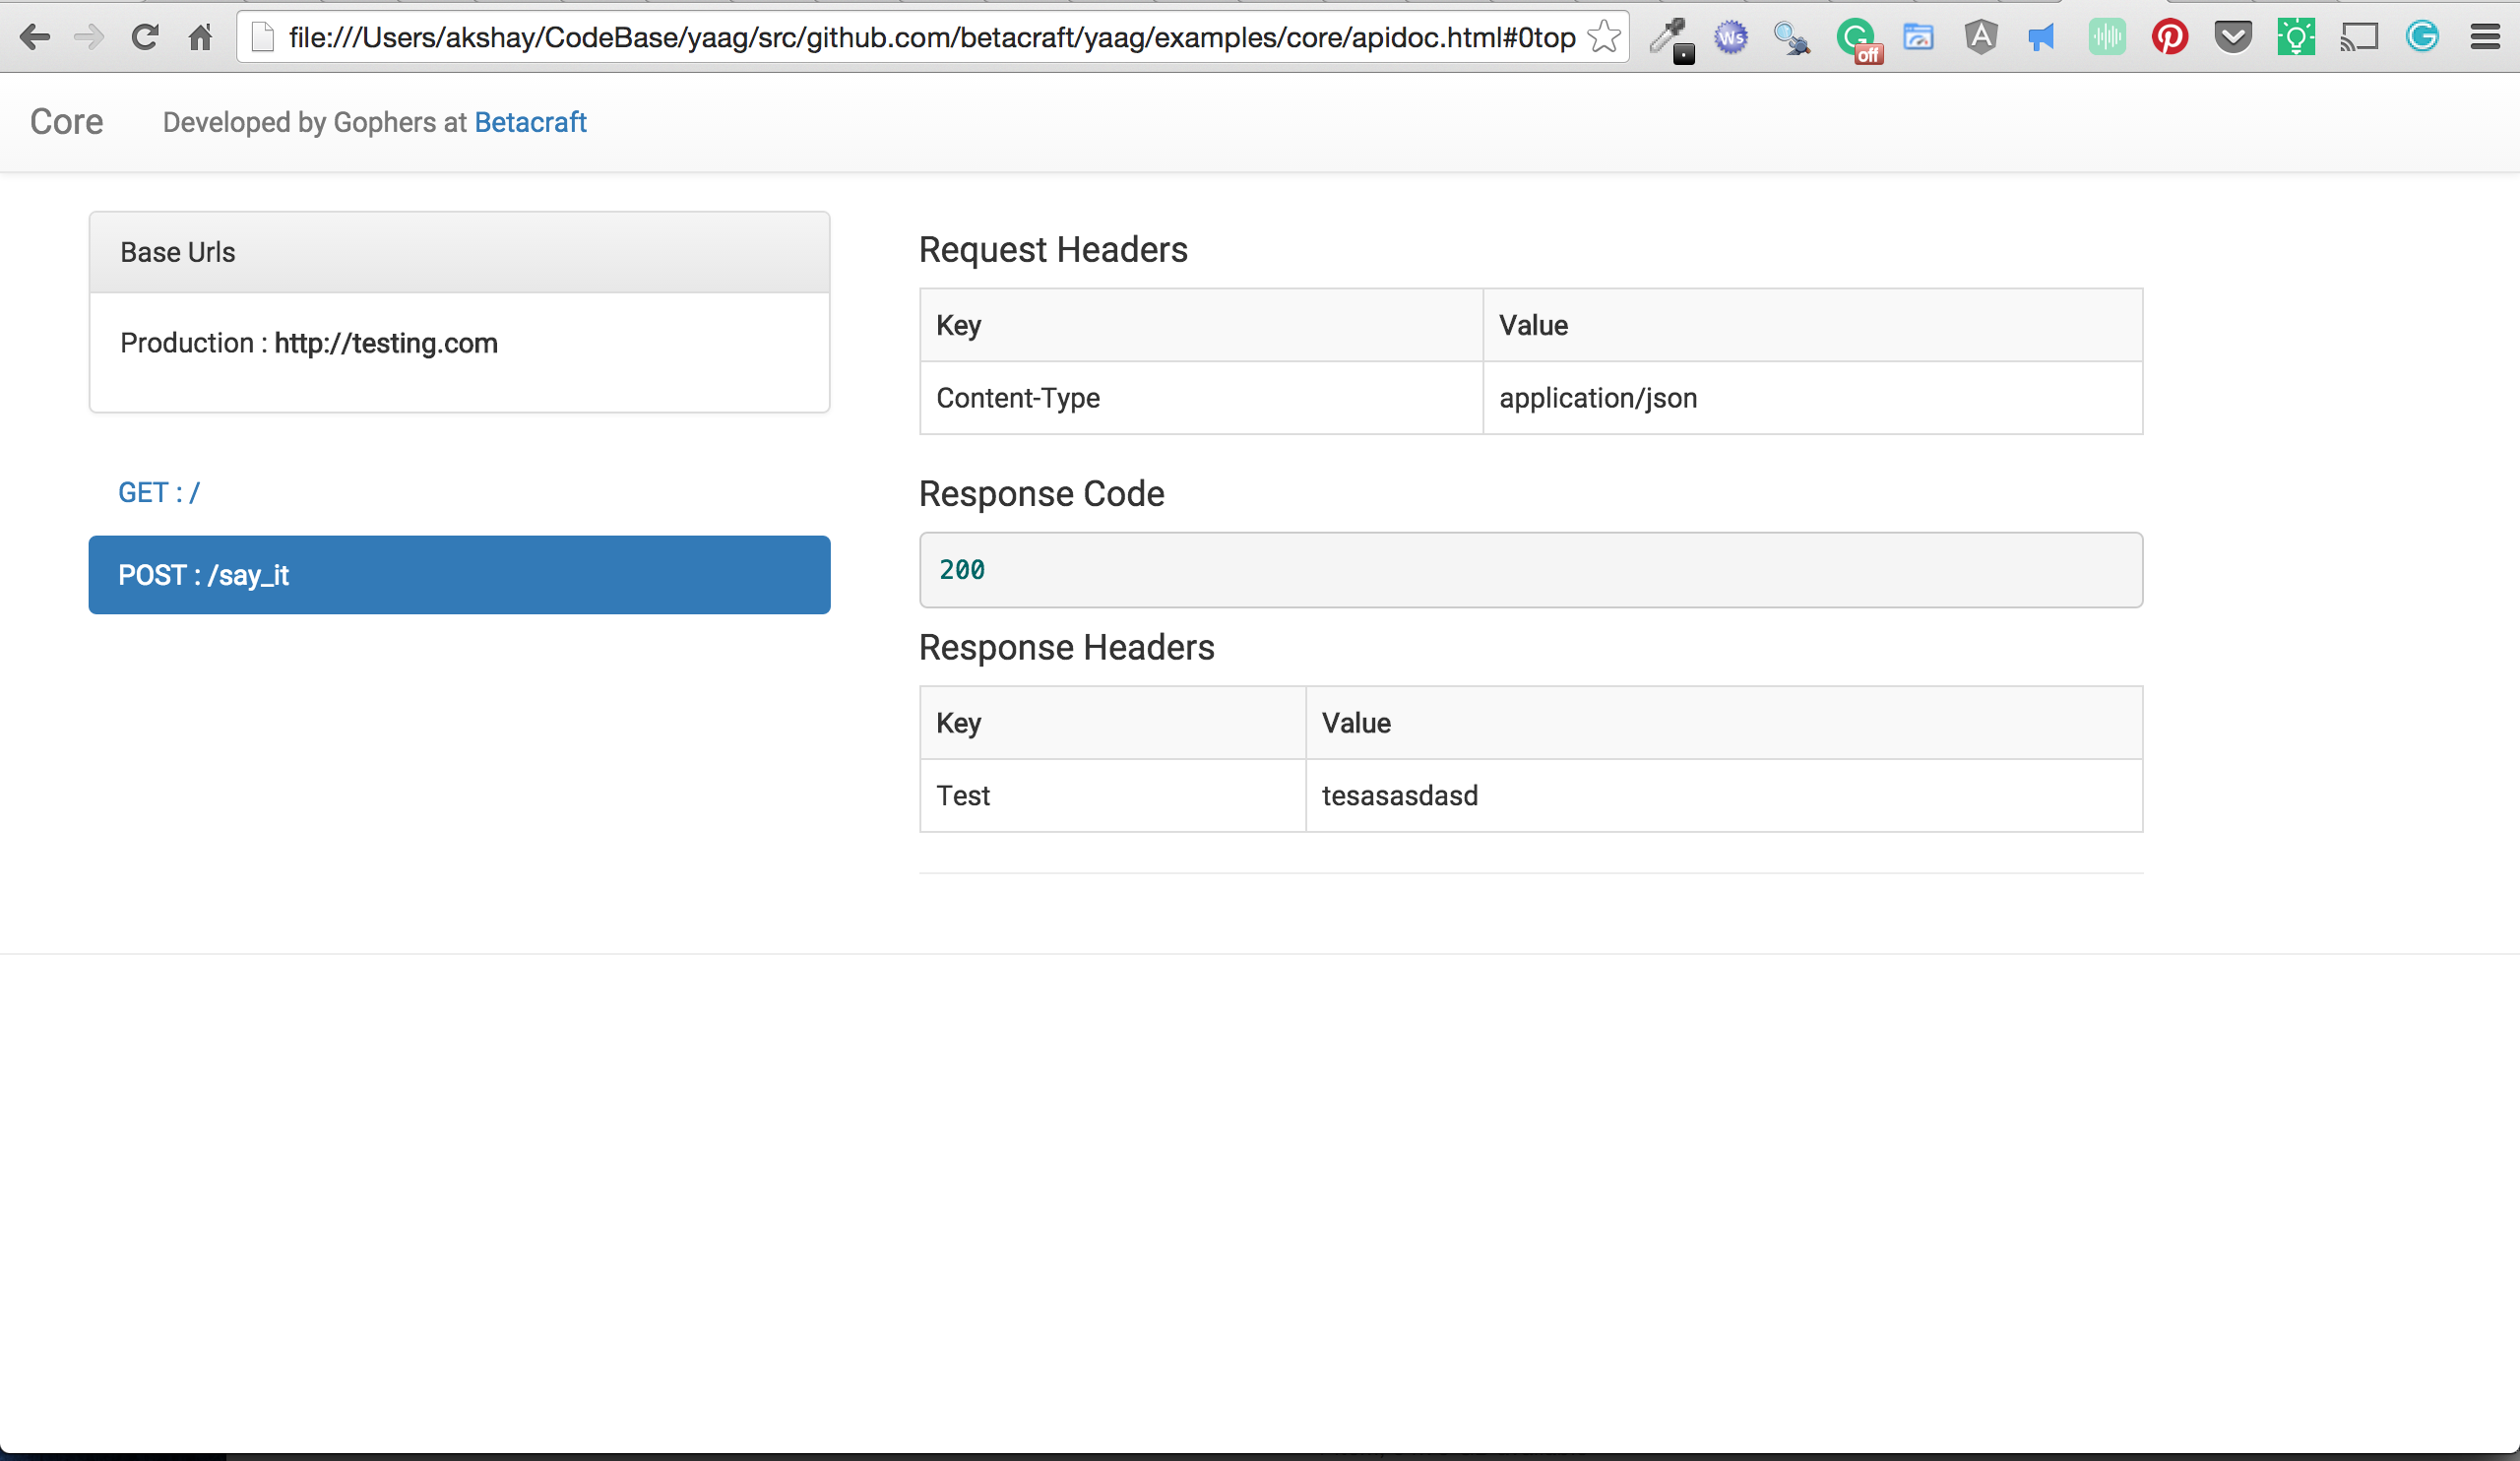 file:///Users/akshay/CodeBase/yaag/src/github.com/betacraft/yaag/examples/core/apidoc.html#0top
Ws
off
Core
Developed by Gophers at Betacraft
Base Urls
Production : http://testing.com
GET : /
POST : /say_it
Request Headers
Key Value
Content-Type application/json
Response Code
200
Response Headers
Key Value
Test tesasasdasd